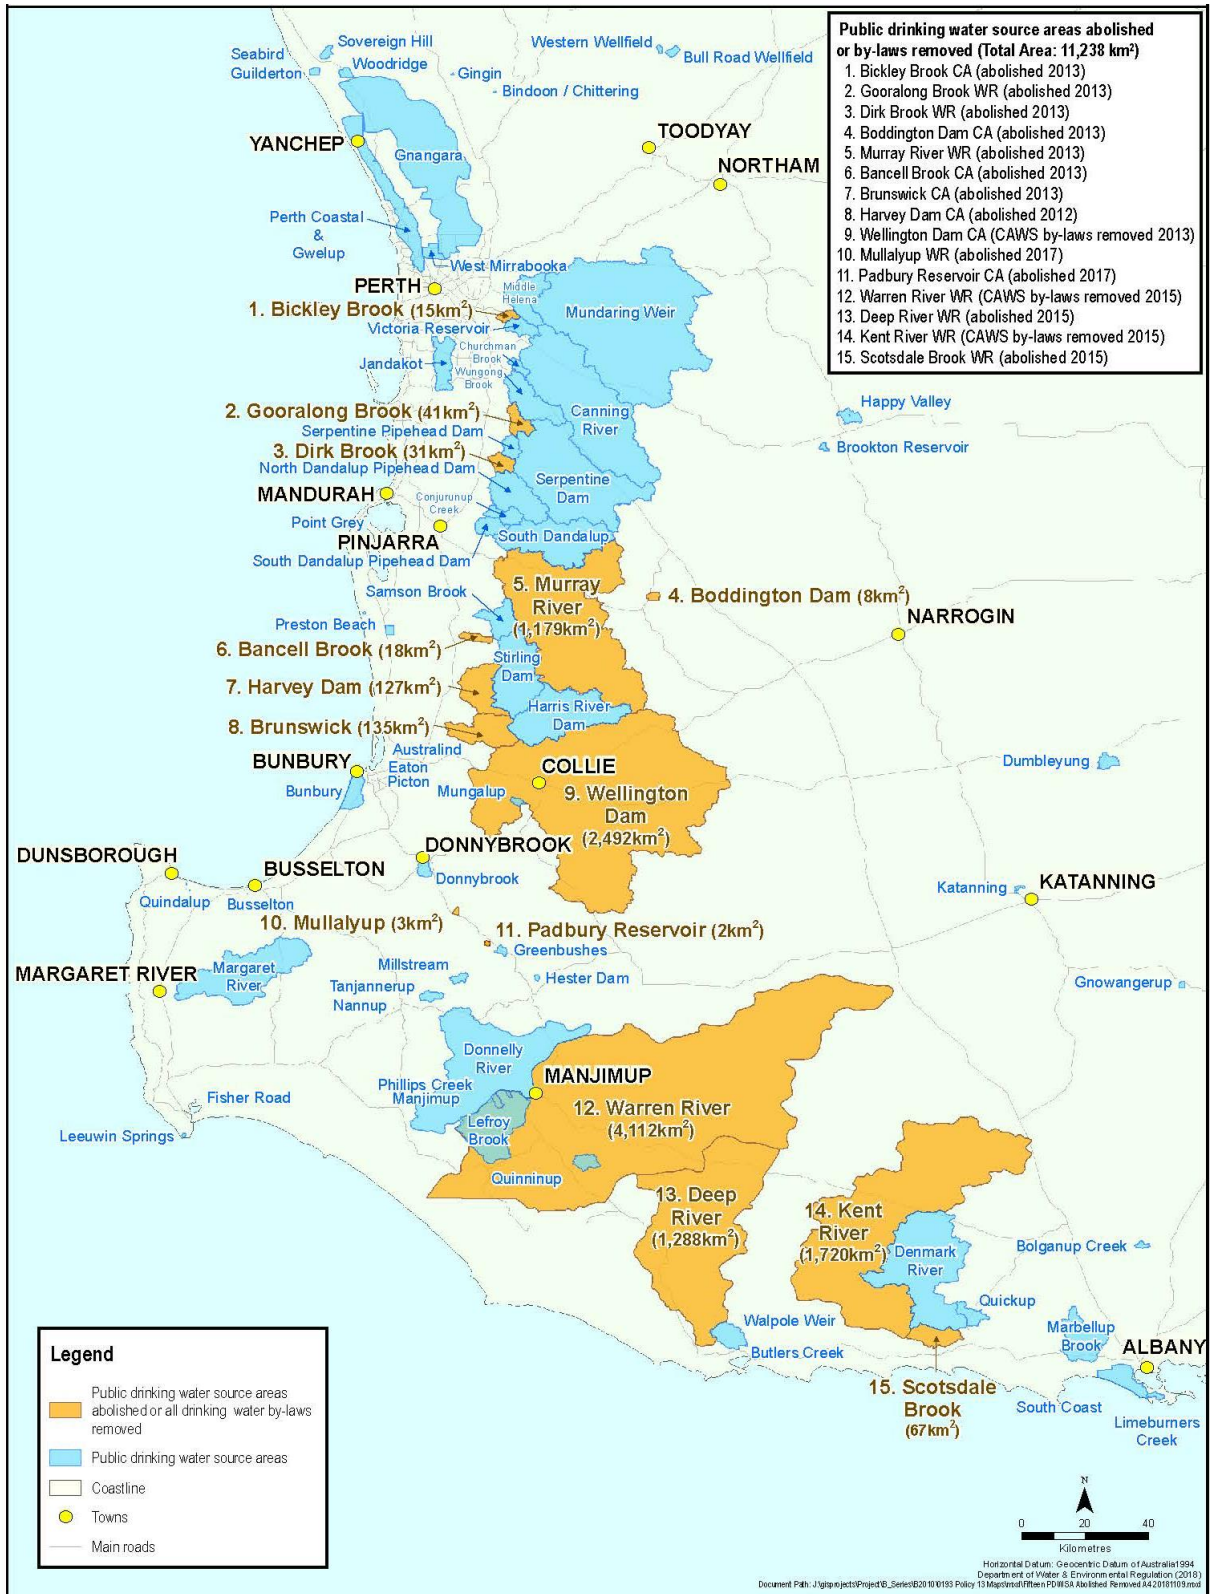 Public drinking water source areas abolished
or by-laws removed (Total Area: 11,238 km²)
1. Bickley Brook CA (abolished 2013)
2. Gooralong Brook WR (abolished 2013)
3. Dirk Brook WR (abolished 2013)
4. Boddington Dam CA (abolished 2013)
5. Murray River WR (abolished 2013)
6. Bancell Brook CA (abolished 2013)
7. Brunswick CA (abolished 2013)
8. Harvey Dam CA (abolished 2012)
9. Wellington Dam CA (CAWS by-laws removed 2013)
10. Mullalyup WR (abolished 2017)
11. Padbury Reservoir CA (abolished 2017)
12. Warren River WR (CAWS by-laws removed 2015)
13. Deep River WR (abolished 2015)
14. Kent River WR (CAWS by-laws removed 2015)
15. Scotsdale Brook WR (abolished 2015)
Sovereign Hill
Seabird
Guilderton
Woodridge
Gingin
Bindoon / Chittering
Western Wellfield
Bull Road Wellfield
YANCHEP
Gnangara
TOODYAY
NORTHAM
Perth Coastal
&
Gwelup
West Mirrabooka
PERTH
Middle
Helena
Mundaring Weir
1. Bickley Brook (15km²)
Victoria Reservoir
Churchman
Brook
Jandakot
Wungong
Brook
2. Gooralong Brook (41km²)
Canning
River
Happy Valley
Serpentine Pipehead Dam
Brookton Reservoir
3. Dirk Brook (31km²)
North Dandalup Pipehead Dam
Serpentine
Dam
MANDURAH
Conjurunup
Creek
Point Grey
PINJARRA
South Dandalup
South Dandalup Pipehead Dam
5. Murray
River
(1,179km²)
Samson Brook
4. Boddington Dam (8km²)
NARROGIN
Preston Beach
6. Bancell Brook (18km²)
Stirling
Dam
7. Harvey Dam (127km²)
Harris River
Dam
8. Brunswick (135km²)
Australind
Eaton
Picton
BUNBURY
Bunbury
COLLIE
Mungalup
9. Wellington
Dam
(2,492km²)
Dumbleyung
DUNSBOROUGH
DONNYBROOK
BUSSELTON
Donnybrook
Quindalup
Busselton
Katanning
KATANNING
10. Mullalyup (3km²)
11. Padbury Reservoir (2km²)
Greenbushes
MARGARET RIVER
Margaret
River
Millstream
Hester Dam
Tanjannerup
Nannup
Gnowangerup
Donnelly
River
MANJIMUP
Phillips Creek
Manjimup
12. Warren River
(4,112km²)
Fisher Road
Lefroy
Brook
Leeuwin Springs
Quinninup
13. Deep
River
(1,288km²)
14. Kent
River
(1,720km²)
Denmark
River
Bolganup Creek
Quickup
Walpole Weir
Butlers Creek
Marbellup
Brook
ALBANY
15. Scotsdale
Brook
(67km²)
South Coast
Limeburners
Creek
Legend
Public drinking water source areas
abolished or all drinking water by-laws
removed
Public drinking water source areas
Coastline
Towns
Main roads
N
0 20 40
Kilometres
Horizontal Datum: Geocentric Datum of Australia1994
Department of Water & Environmental Regulation (2018)